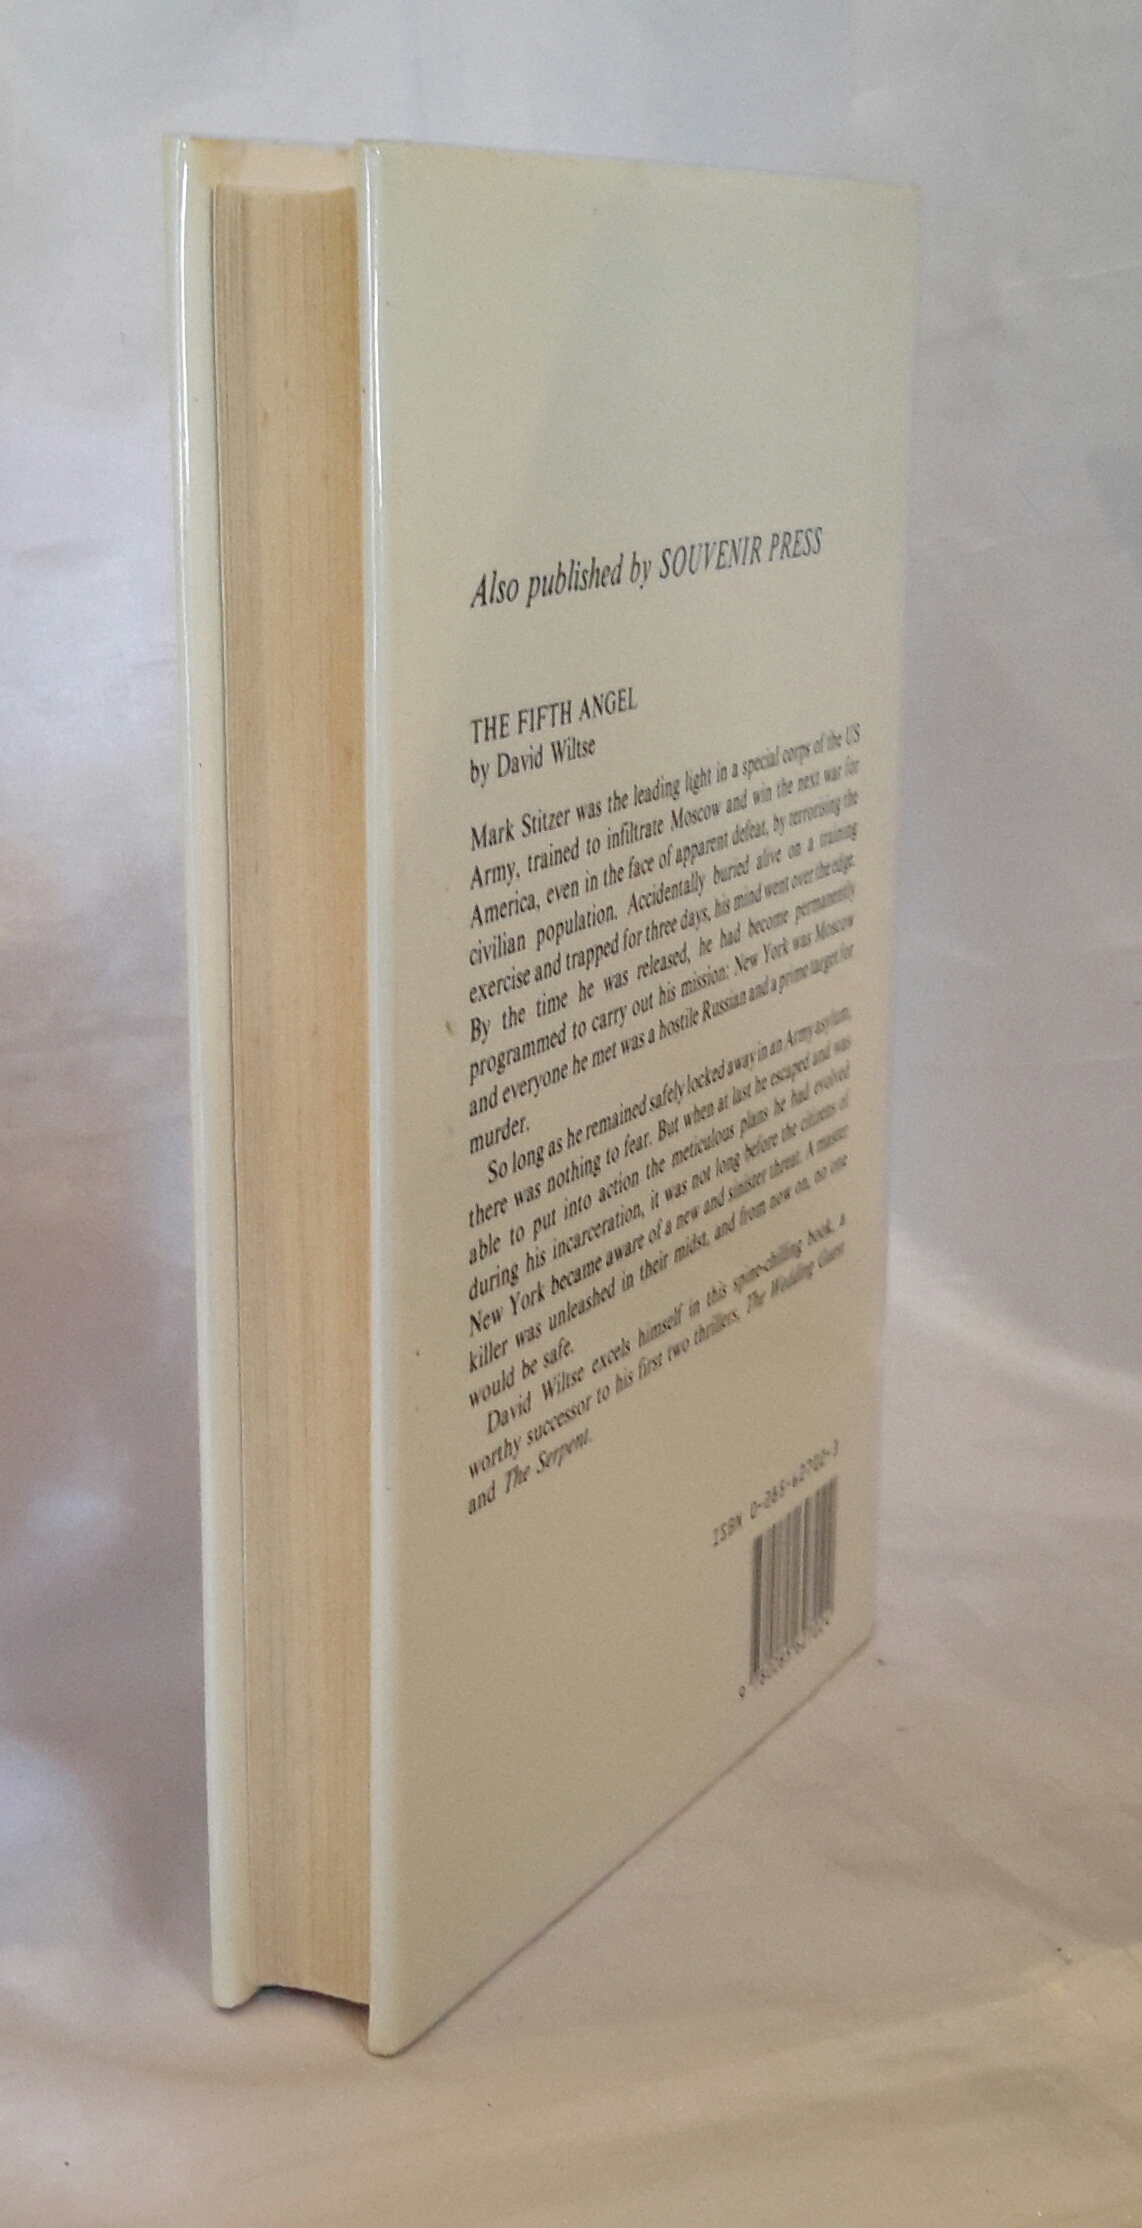 Also published by SOUVENIR PRESS
THE FIFTH ANGEL
by David Wiltse
Mark Stitzer was the leading light in a special corps of the US
Army, trained to infiltrate Moscow and win the next war for
America, even in the face of apparent defeat, by terrorising the
civilian population. Accidentally buried alive on a training
exercise and trapped for three days, his mind went over the edge.
By the time he was released, he had become permanently
programmed to carry out his mission: New York was Moscow
and everyone he met was a hostile Russian and a prime target for
murder.
So long as he remained safely locked away in an Army asylum,
there was nothing to fear. But when at last he escaped and was
able to put into action the meticulous plans he had evolved
during his incarceration, it was not long before the citizens of
New York became aware of a new and sinister threat. A master
killer was unleashed in their midst, and from now on, no one
would be safe.
David Wiltse excels himself in this spine-chilling book, a
worthy successor to his first two thrillers, The Wedding Guest
and The Serpent.
ISBN 0-285-62702-3